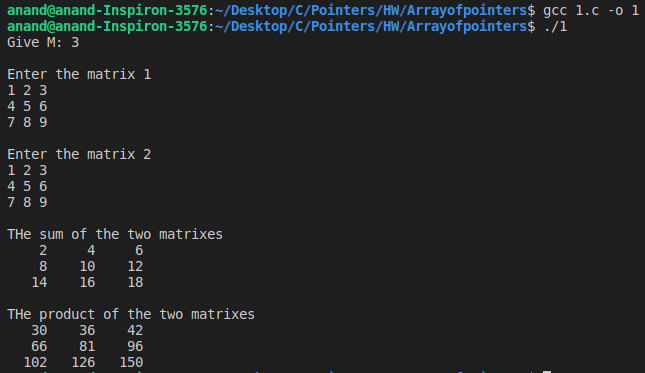 anand@anand-Inspiron-3576:~/Desktop/C/Pointers/HW/Arrayofpointers$ gcc 1.c -o 1
anand@anand-Inspiron-3576:~/Desktop/C/Pointers/HW/Arrayofpointers$ ./1
Give M: 3
Enter the matrix 1
1 2 3
4 5 6
7 8 9
Enter the matrix 2
1 2 3
4 5 6
7 8 9
THe sum of the two matrixes
2 4 6
8 10 12
14 16 18
THe product of the two matrixes
30 36 42
66 81 96
102 126 150